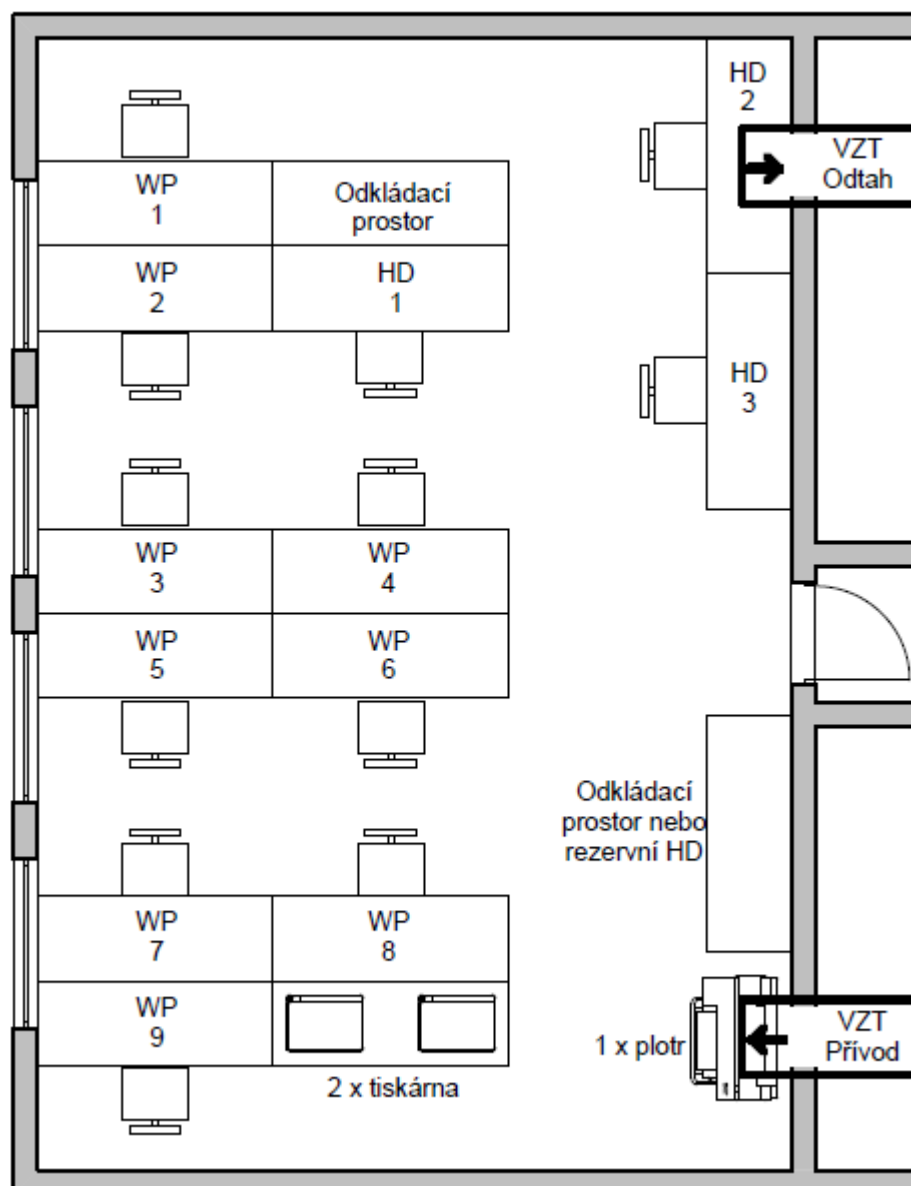 HD
2
VZT
Odtah
WP
1
Odkládací
prostor
WP
2
HD
1
HD
3
WP
3
WP
4
WP
5
WP
6
Odkládací
prostor nebo
rezervní HD
WP
7
WP
8
WP
9
1 x plotr
VZT
Přívod
2 x tiskárna